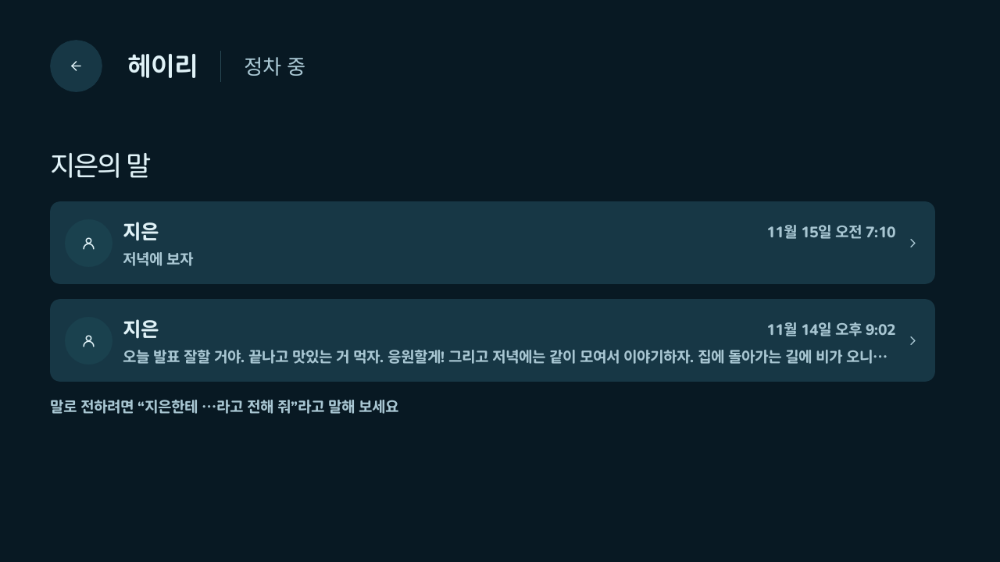 헤이리
정차 중
지은의 말
지은
11월 15일 오전 7:10
저녁에 보자
지은
11월 14일 오후 9:02
오늘 발표 잘할 거야. 끝나고 맛있는 거 먹자. 응원할게! 그리고 저녁에는 같이 모여서 이야기하자. 집에 돌아가는 길에 비가 오니…
말로 전하려면 “지은한테 …라고 전해 줘”라고 말해 보세요